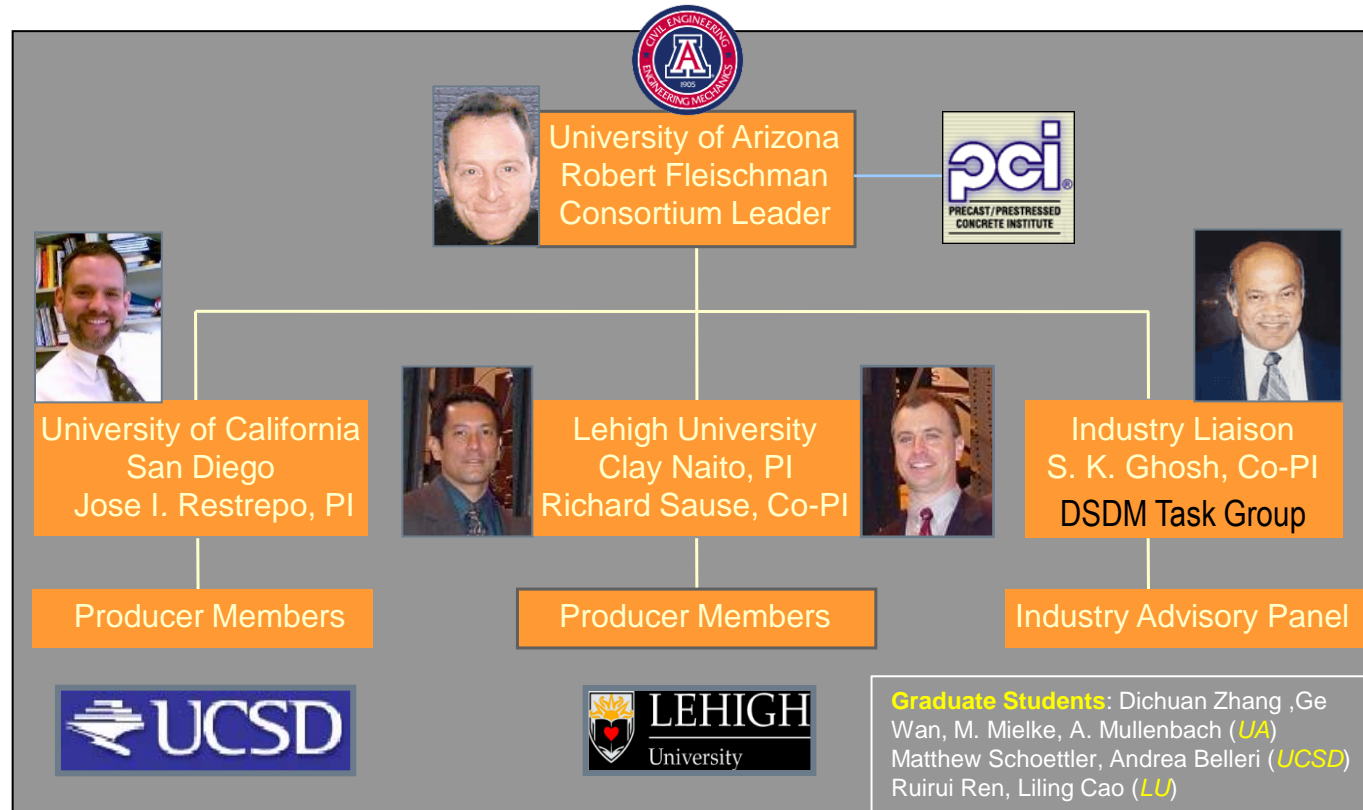 CIVIL ENGINEERING
A
1905
ENGINEERING MECHANICS
University of Arizona
Robert Fleischman
Consortium Leader
pci®
PRECAST/PRESTRESSED
CONCRETE INSTITUTE
University of California
San Diego
Jose I. Restrepo, PI
Lehigh University
Clay Naito, PI
Richard Sause, Co-PI
Industry Liaison
S. K. Ghosh, Co-PI
DSDM Task Group
Producer Members
Producer Members
Industry Advisory Panel
UCSD
LEHIGH
University
Graduate Students: Dichuan Zhang ,Ge
Wan, M. Mielke, A. Mullenbach (UA)
Matthew Schoettler, Andrea Belleri (UCSD)
Ruirui Ren, Liling Cao (LU)